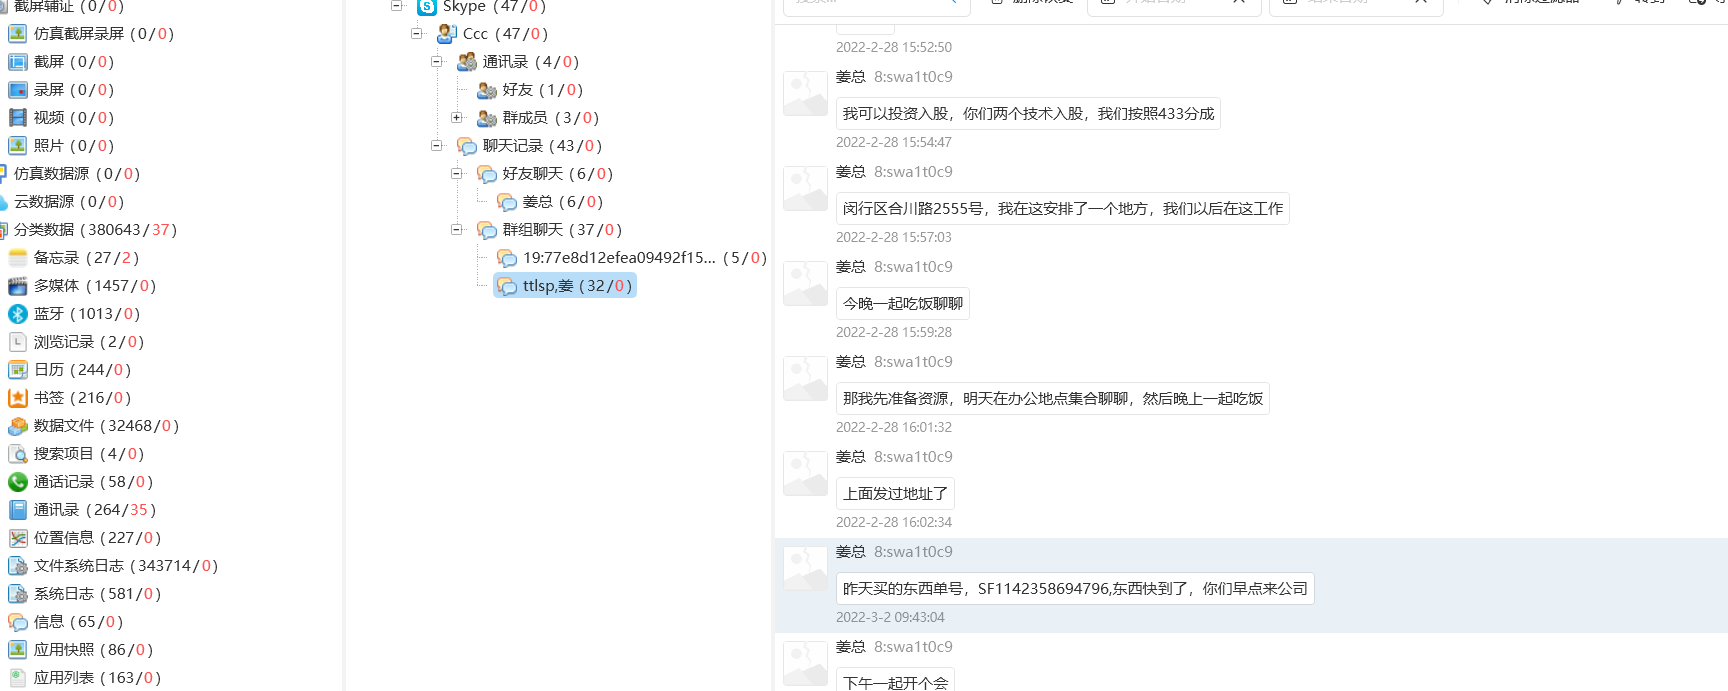 截屏辅证 (0/0)
仿真截屏录屏 (0/0)
截屏 (0/0)
录屏 (0/0)
视频 (0/0)
照片 (0/0)
仿真数据源 (0/0)
云数据源 (0/0)
分类数据 (380643/37)
备忘录 (27/2)
多媒体 (1457/0)
蓝牙 (1013/0)
浏览记录 (2/0)
日历 (244/0)
书签 (216/0)
数据文件 (32468/0)
搜索项目 (4/0)
通话记录 (58/0)
通讯录 (264/35)
位置信息 (227/0)
文件系统日志 (343714/0)
系统日志 (581/0)
信息 (65/0)
应用快照 (86/0)
应用列表 (163/0)
Skype (47/0)
Ccc (47/0)
通讯录 (4/0)
好友 (1/0)
群成员 (3/0)
聊天记录 (43/0)
好友聊天 (6/0)
姜总 (6/0)
群组聊天 (37/0)
19:77e8d12efea09492f15... (5/0)
ttlsp,姜 (32/0)
2022-2-28 15:52:50
姜总 8:swa1t0c9
我可以投资入股，你们两个技术入股，我们按照433分成
2022-2-28 15:54:47
姜总 8:swa1t0c9
闵行区合川路2555号，我在这安排了一个地方，我们以后在这工作
2022-2-28 15:57:03
姜总 8:swa1t0c9
今晚一起吃饭聊聊
2022-2-28 15:59:28
姜总 8:swa1t0c9
那我先准备资源，明天在办公地点集合聊聊，然后晚上一起吃饭
2022-2-28 16:01:32
姜总 8:swa1t0c9
上面发过地址了
2022-2-28 16:02:34
姜总 8:swa1t0c9
昨天买的东西单号，SF1142358694796,东西快到了，你们早点来公司
2022-3-2 09:43:04
姜总 8:swa1t0c9
下午一起开个会